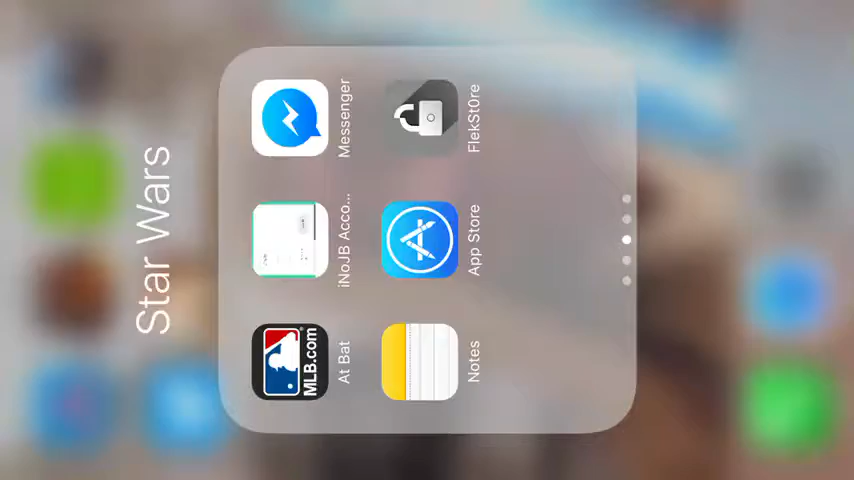 Star Wars
MLB.com
At Bat
iNoJB Acco...
Messenger
Notes
App Store
FlekSt0re